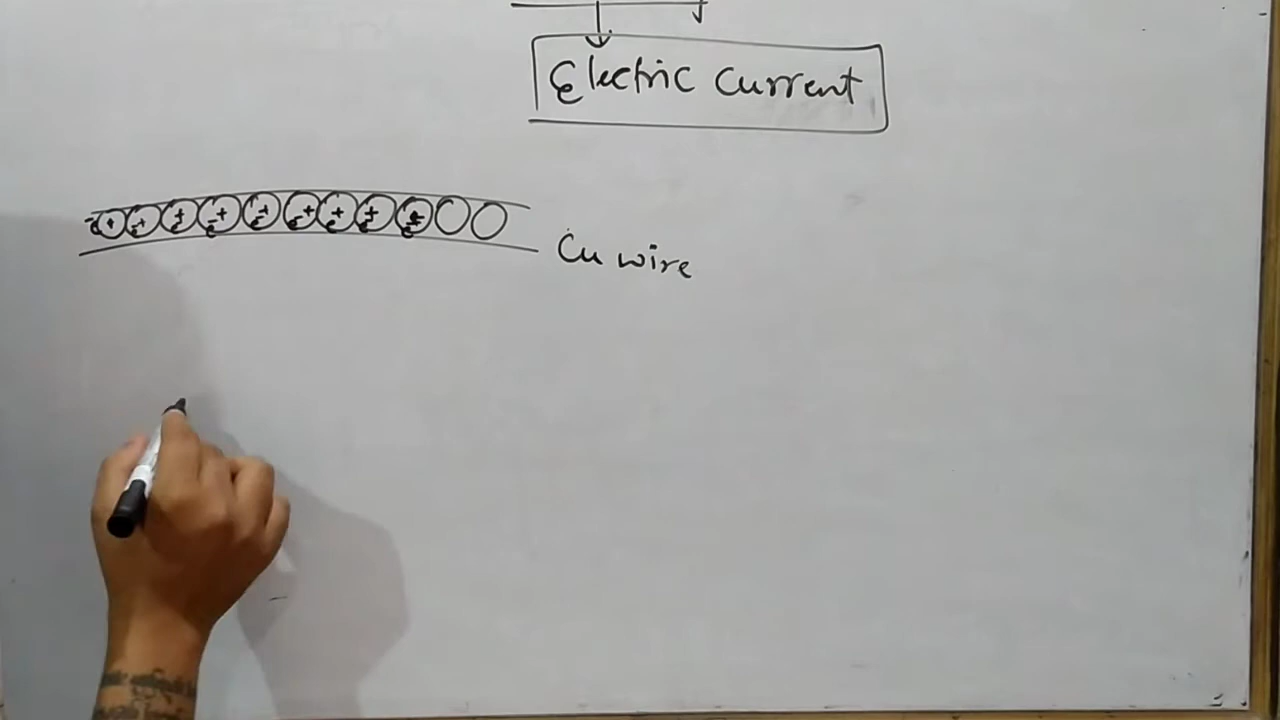 Electric Current
+ + + + + + + + +
e e e e e e e e e
Cu wire